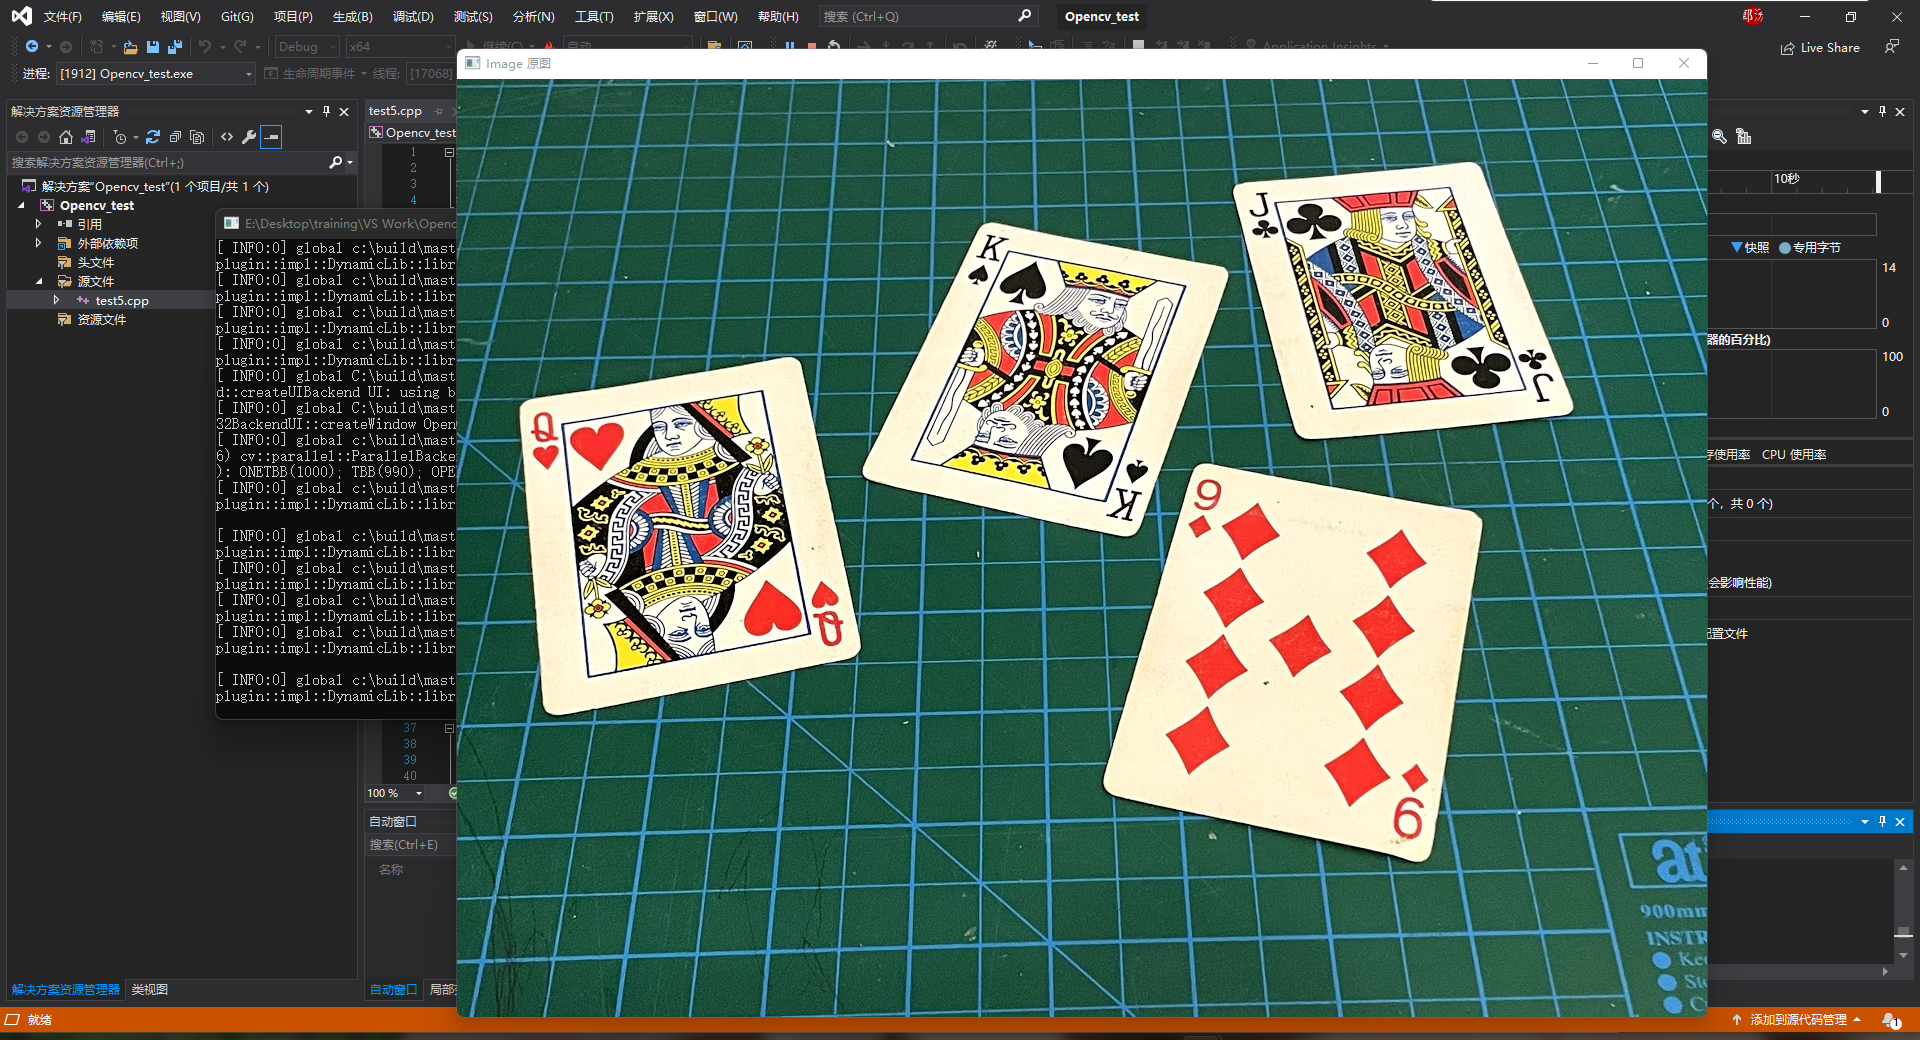 文件(F) 编辑(E) 视图(V) Git(G) 项目(P) 生成(B) 调试(D) 测试(S) 分析(N) 工具(T) 扩展(X) 窗口(W) 帮助(H) 搜索 (Ctrl+Q) Opencv_test
Debug x64 继续(C) 自动 Application Insights Live Share
进程: [1912] Opencv_test.exe 生命周期事件 线程: [17068]
Image 原图
解决方案资源管理器
搜索解决方案资源管理器(Ctrl+;)
解决方案"Opencv_test"(1 个项目/共 1 个)
Opencv_test
引用
外部依赖项
头文件
源文件
test5.cpp
资源文件
解决方案资源管理器 类视图
test5.cpp
Opencv_test
1
2
3
4
E:\Desktop\training\VS Work\Openc
[ INFO:0] global c:\build\mast
plugin::impl::DynamicLib::libr
[ INFO:0] global c:\build\mast
plugin::impl::DynamicLib::libr
[ INFO:0] global c:\build\mast
plugin::impl::DynamicLib::libr
[ INFO:0] global c:\build\mast
plugin::impl::DynamicLib::libr
[ INFO:0] global C:\build\mast
d::createUIBackend UI: using b
[ INFO:0] global C:\build\mast
32BackendUI::createWindow Open
[ INFO:0] global c:\build\mast
6) cv::parallel::ParallelBacke
): ONETBB(1000); TBB(990); OPE
[ INFO:0] global c:\build\mast
plugin::impl::DynamicLib::libr
[ INFO:0] global c:\build\mast
plugin::impl::DynamicLib::libr
[ INFO:0] global c:\build\mast
plugin::impl::DynamicLib::libr
[ INFO:0] global c:\build\mast
plugin::impl::DynamicLib::libr
[ INFO:0] global c:\build\mast
plugin::impl::DynamicLib::libr
[ INFO:0] global c:\build\mast
plugin::impl::DynamicLib::libr
37
38
39
40
100 %
自动窗口
搜索(Ctrl+E)
名称
自动窗口
J
J
K
K
Q
Q
9
9
900mm
INSTR
10秒
快照 专用字节
14
0
器的百分比)
100
0
存使用率 CPU 使用率
个，共 0 个)
会影响性能)
配置文件
就绪
添加到源代码管理
1